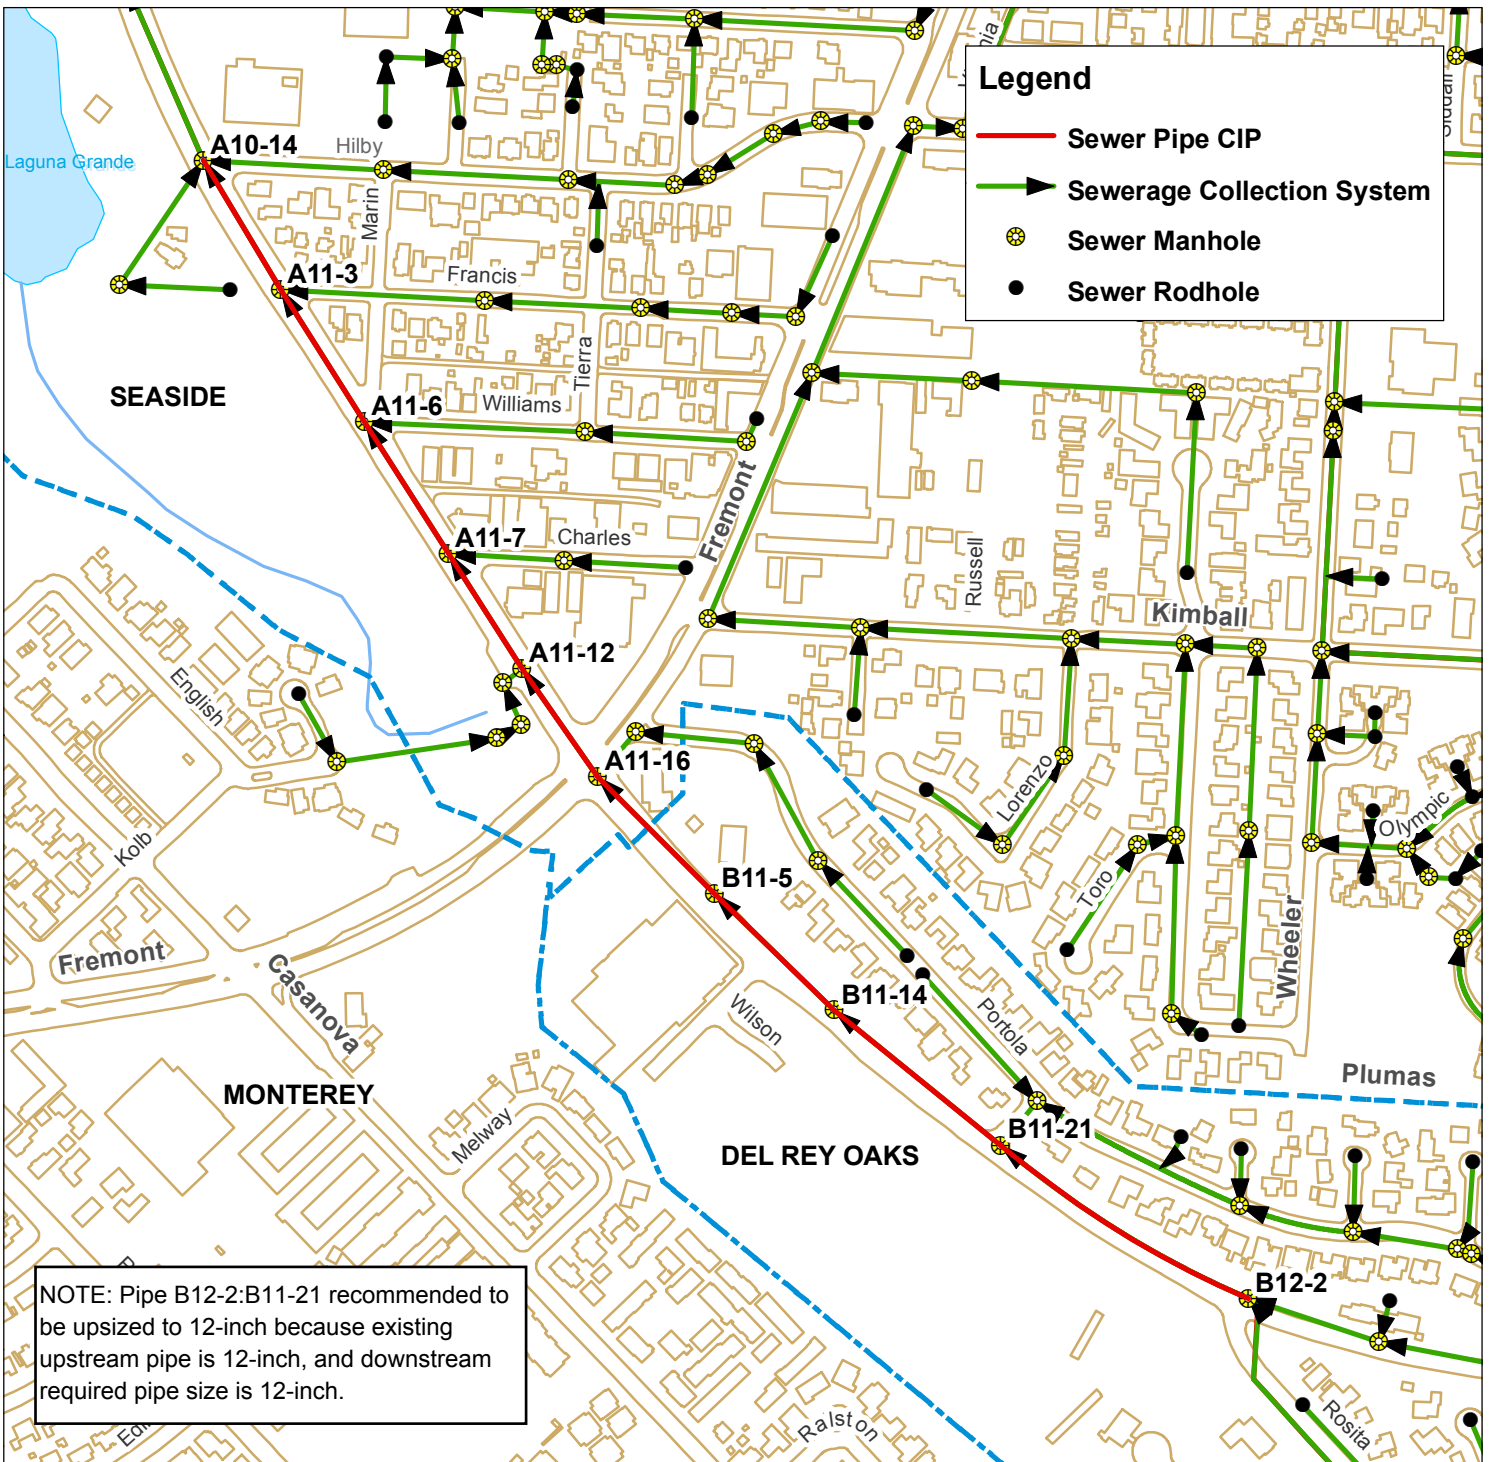 Legend
Sewer Pipe CIP
Sewerage Collection System
Sewer Manhole
Sewer Rodhole
Laguna Grande
A10-14
Hilby
Marin
A11-3
Francis
SEASIDE
A11-6
Williams
Tierra
Fremont
A11-7
Charles
Russell
Kimball
A11-12
English
A11-16
Lorenzo
Olympic
Kolb
B11-5
Toro
Wheeler
Fremont
Casanova
B11-14
Wilson
Portola
Plumas
MONTEREY
Melway
B11-21
DEL REY OAKS
B12-2
NOTE: Pipe B12-2:B11-21 recommended to
be upsized to 12-inch because existing
upstream pipe is 12-inch, and downstream
required pipe size is 12-inch.
Ralston
Rosita